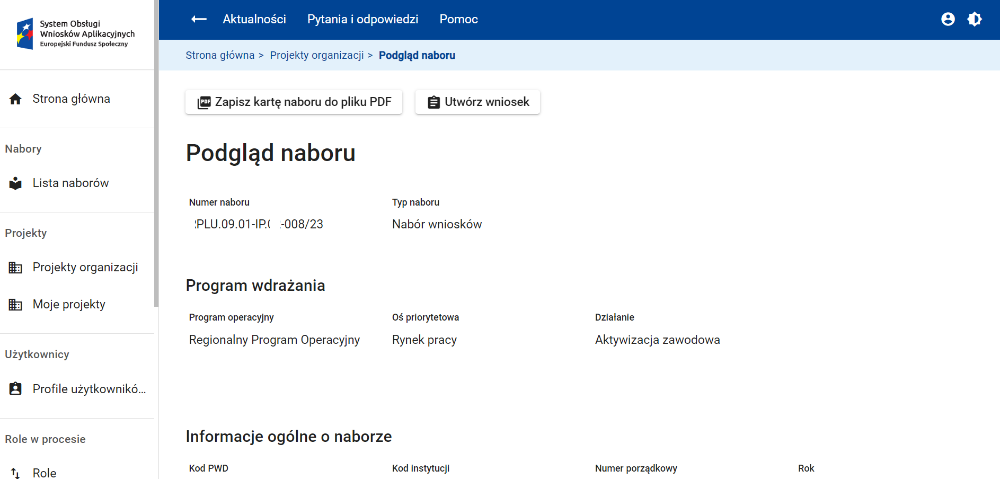 System Obsługi
Wniosków Aplikacyjnych
Europejski Fundusz Społeczny
Strona główna
Nabory
Lista naborów
Projekty
Projekty organizacji
Moje projekty
Użytkownicy
Profile użytkownikó...
Role w procesie
Role
Aktualności Pytania i odpowiedzi Pomoc
Strona główna > Projekty organizacji > Podgląd naboru
PDF Zapisz kartę naboru do pliku PDF Utwórz wniosek
Podgląd naboru
Numer naboru Typ naboru
PLU.09.01-IP. -008/23 Nabór wniosków
Program wdrażania
Program operacyjny Oś priorytetowa Działanie
Regionalny Program Operacyjny Rynek pracy Aktywizacja zawodowa
Informacje ogólne o naborze
Kod PWD Kod instytucji Numer porządkowy Rok